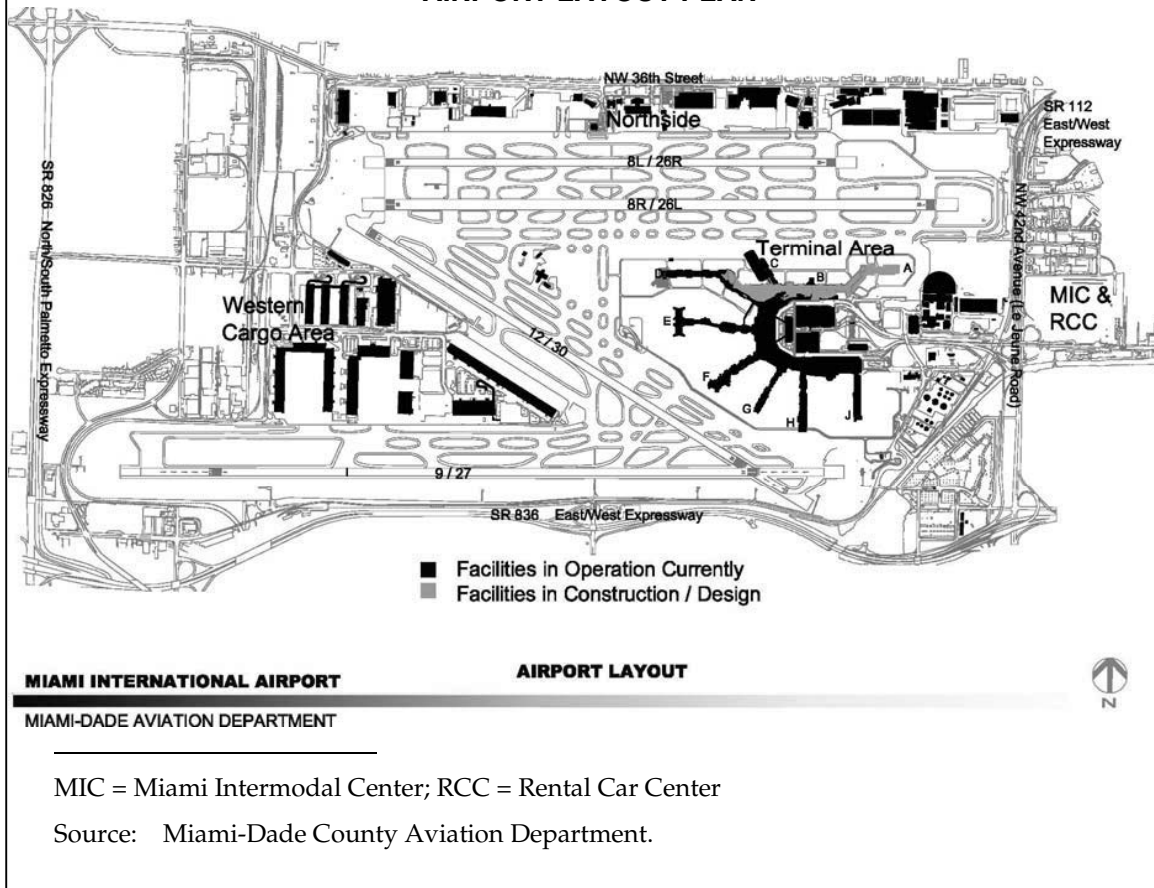 NW 36th Street
Northside
SR 112
East/West
Expressway
8L / 26R
8R / 26L
SR 826 North/South Palmetto Expressway
NW 42nd Avenue (Le Jeune Road)
Terminal Area
C
B
A
MIC &
RCC
Western
Cargo Area
E
12 / 30
F
G
H
J
9 / 27
SR 836 East/West Expressway
Facilities in Operation Currently
Facilities in Construction / Design
MIAMI INTERNATIONAL AIRPORT
AIRPORT LAYOUT
N
MIAMI-DADE AVIATION DEPARTMENT
MIC = Miami Intermodal Center; RCC = Rental Car Center
Source: Miami-Dade County Aviation Department.